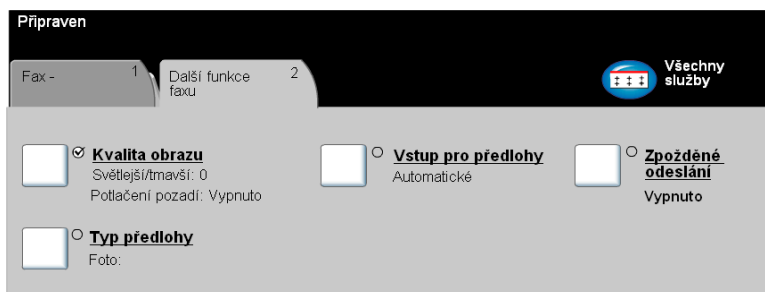 Připraven
Fax -
1
Další funkce
faxu
2
Všechny
služby
Kvalita obrazu
Světlejší/tmavší: 0
Potlačení pozadí: Vypnuto
Vstup pro předlohy
Automatické
Zpožděné
odeslání
Vypnuto
Typ předlohy
Foto: